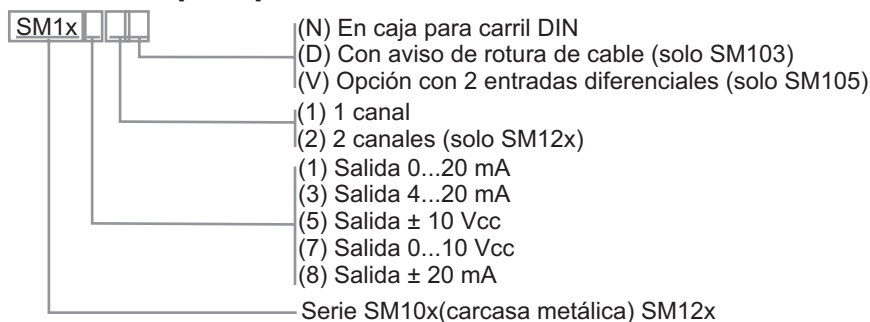 SM1x
(N) En caja para carril DIN
(D) Con aviso de rotura de cable (solo SM103)
(V) Opción con 2 entradas diferenciales (solo SM105)
(1) 1 canal
(2) 2 canales (solo SM12x)
(1) Salida 0...20 mA
(3) Salida 4...20 mA
(5) Salida ± 10 Vcc
(7) Salida 0...10 Vcc
(8) Salida ± 20 mA
Serie SM10x(carcasa metálica) SM12x